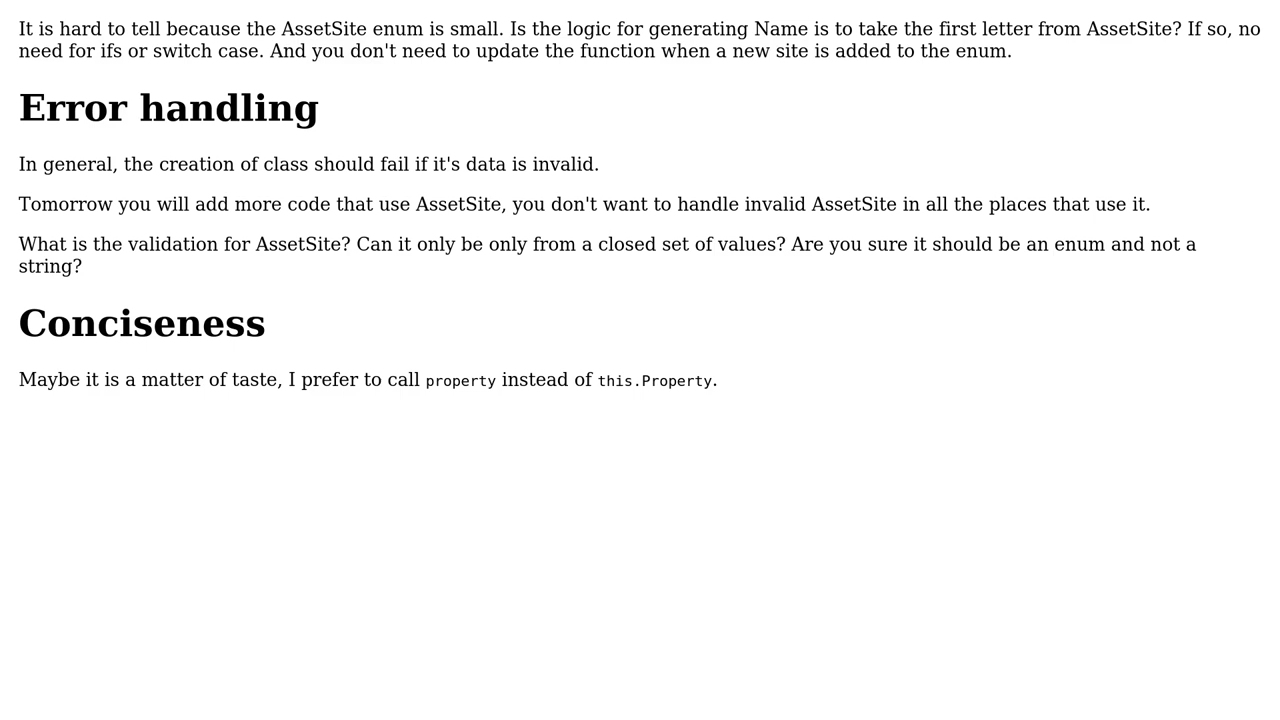 It is hard to tell because the AssetSite enum is small. Is the logic for generating Name is to take the first letter from AssetSite? If so, no
need for ifs or switch case. And you don't need to update the function when a new site is added to the enum.
Error handling
In general, the creation of class should fail if it's data is invalid.
Tomorrow you will add more code that use AssetSite, you don't want to handle invalid AssetSite in all the places that use it.
What is the validation for AssetSite? Can it only be only from a closed set of values? Are you sure it should be an enum and not a
string?
Conciseness
Maybe it is a matter of taste, I prefer to call property instead of this.Property.